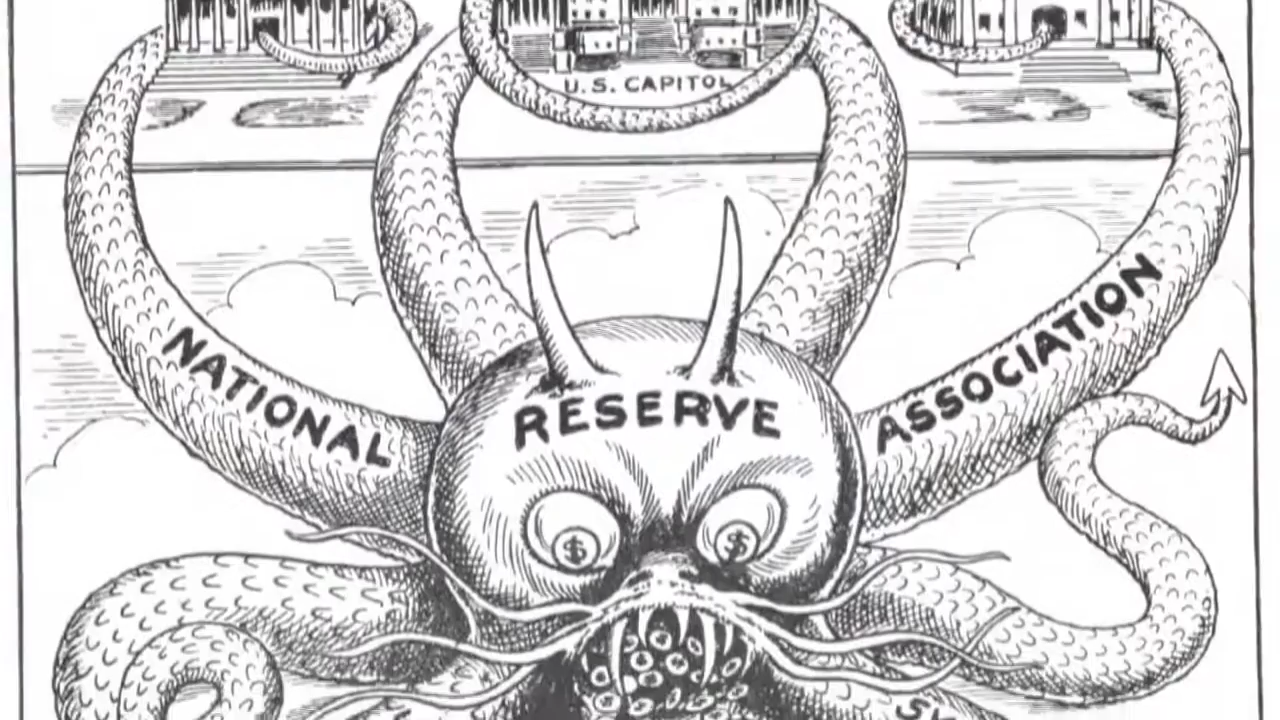 U.S. CAPITOL
NATIONAL
RESERVE
ASSOCIATION
$ $